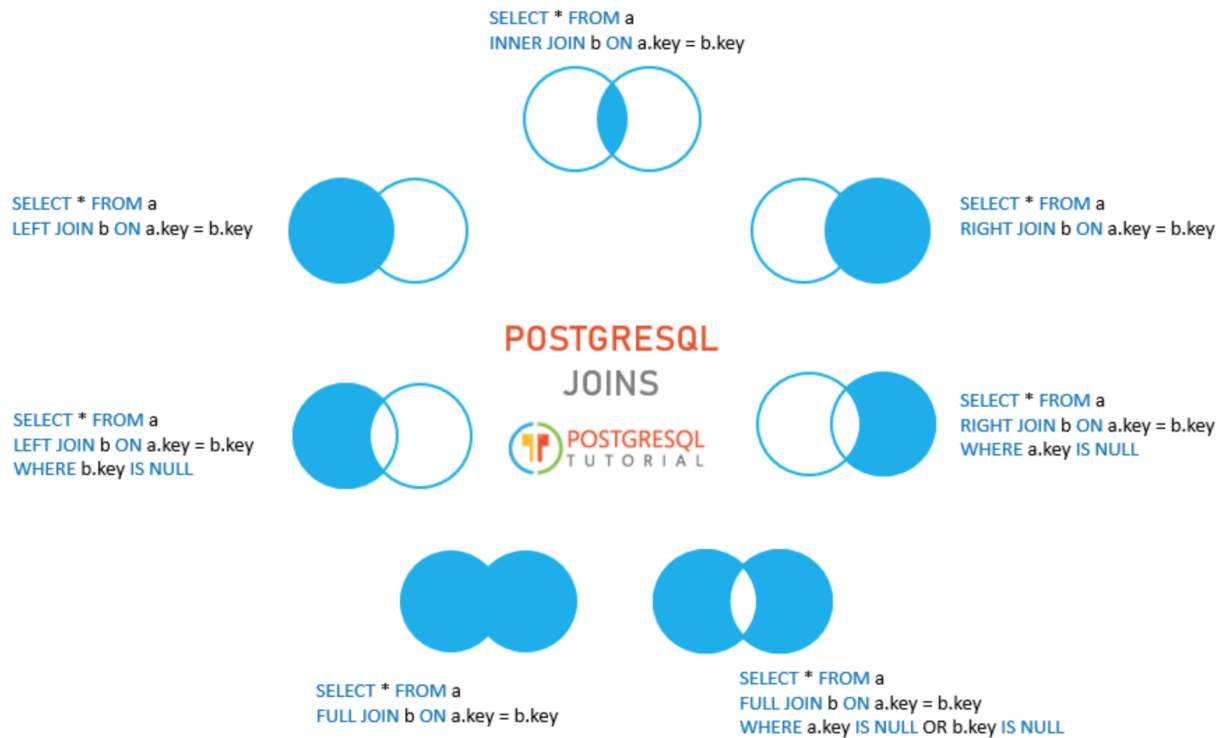 SELECT * FROM a
INNER JOIN b ON a.key = b.key
SELECT * FROM a
LEFT JOIN b ON a.key = b.key
SELECT * FROM a
RIGHT JOIN b ON a.key = b.key
POSTGRESQL
JOINS
POSTGRESQL
TUTORIAL
SELECT * FROM a
LEFT JOIN b ON a.key = b.key
WHERE b.key IS NULL
SELECT * FROM a
RIGHT JOIN b ON a.key = b.key
WHERE a.key IS NULL
SELECT * FROM a
FULL JOIN b ON a.key = b.key
SELECT * FROM a
FULL JOIN b ON a.key = b.key
WHERE a.key IS NULL OR b.key IS NULL